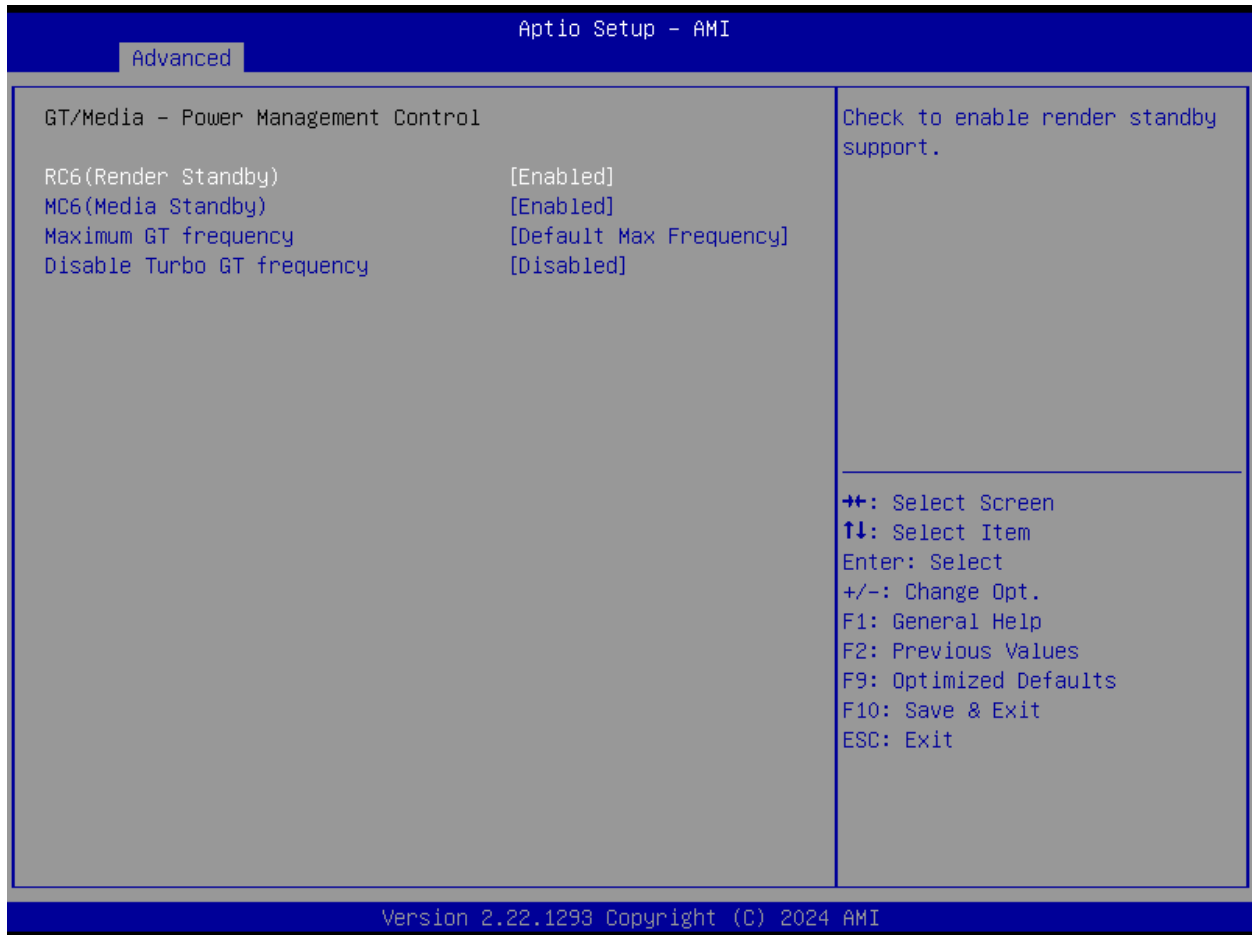 Aptio Setup – AMI
Advanced
GT/Media – Power Management Control
RC6(Render Standby) [Enabled]
MC6(Media Standby) [Enabled]
Maximum GT frequency [Default Max Frequency]
Disable Turbo GT frequency [Disabled]
Check to enable render standby
support.
→←: Select Screen
↑↓: Select Item
Enter: Select
+/-: Change Opt.
F1: General Help
F2: Previous Values
F9: Optimized Defaults
F10: Save & Exit
ESC: Exit
Version 2.22.1293 Copyright (C) 2024 AMI